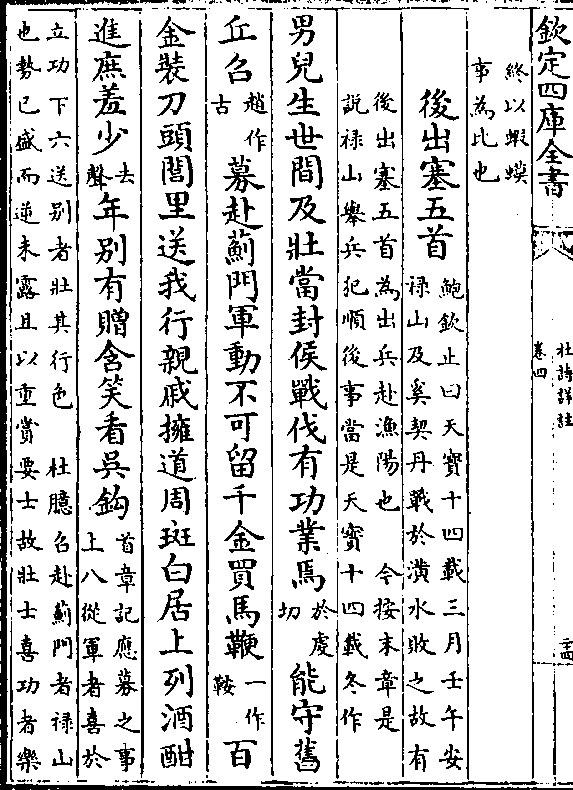 欽定四庫全書
杜詩詳註
卷四
終以蝦蟆
事為比也
後出塞五首
鮑欽止曰天寶十四載三月壬午安
禄山及奚契丹戰於潢水敗之故有
後出塞五首為出兵赴漁陽也 今按末章是
說禄山舉兵犯順後事當是天寶十四載冬作
男兒生世間及壯當封侯戰伐有功業焉於虔切能守舊
丘召趙作古募赴薊門軍動不可留千金買馬鞭一作鞍百
金裝刀頭閭里送我行親戚擁道周斑白居上列酒酣
進庶羞少去聲年別有贈含笑看吳鈎
首章記應募之事
上八從軍者喜於
立功下六送別者壯其行色 杜臆召赴薊門者禄山
也勢已盛而逆未露且以重賞要士故壯士喜功者樂